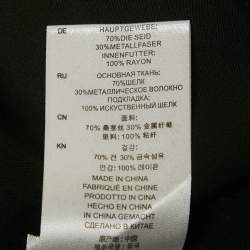 DE HAUPTGEWEBE:
70%DIE SEID
30%METALLFASER
INNENFUTTER:
100% RAYON
RU ОСНОВНАЯ ТКАНЬ:
70%ШЕЛК
30%МЕТАЛЛИЧЕСКОЕ ВОЛОКНО
ПОДКЛАДКА:
100% ИСКУСТВЕННЫЙ ШЕЛК
CN 面料:
70% 桑蚕丝 30% 金属纤维
里料: 100% 粘纤
KN 겉감:
70% 견 30% 금속섬유
안감: 100% 레이온
MADE IN CHINA
FABRIQUÉ EN CHINE
PRODOTTO IN CINA
HECHO EN CHINA
IN CHINA GEMACHT
СДЕЛАНО В КИТАЕ